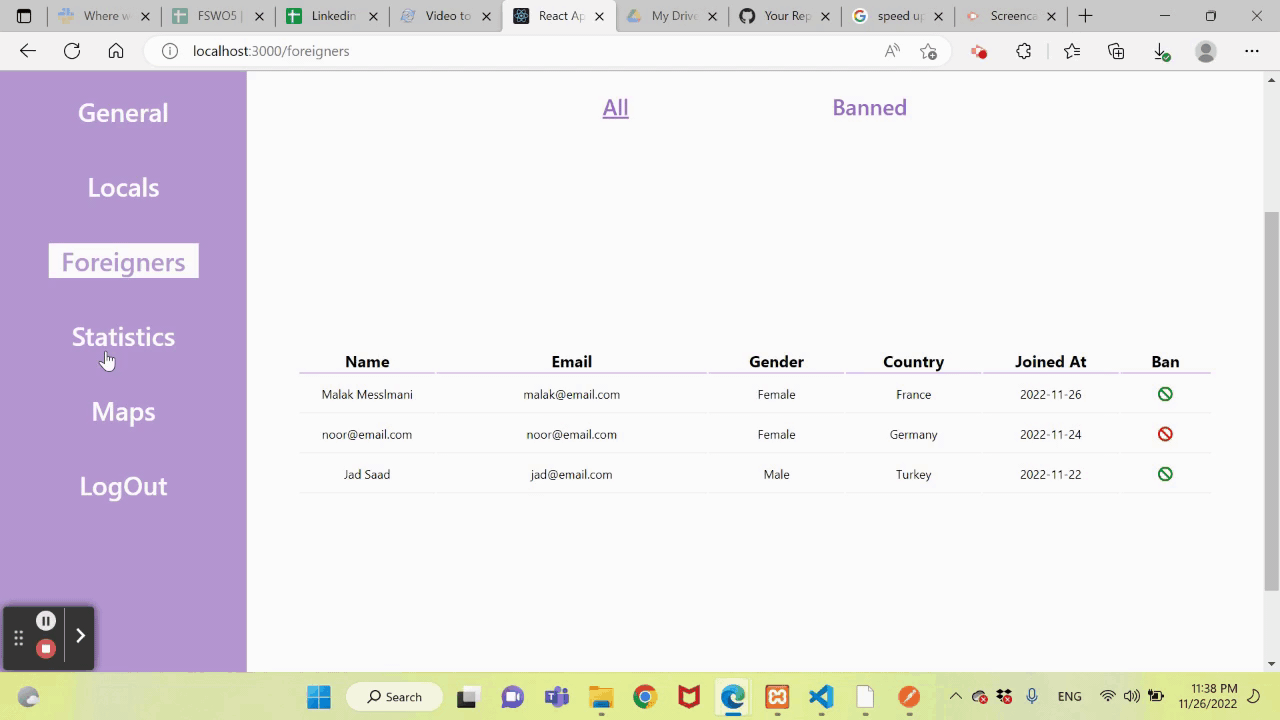 Where w
FSWO5 |
Linkedin
Video to
React Ap
My Drive
Your Rep
speed up
Screenca
localhost:3000/foreigners
General
Locals
Foreigners
Statistics
Maps
LogOut
All Banned
Name Email Gender Country Joined At Ban
Malak Messlmani malak@email.com Female France 2022-11-26
noor@email.com noor@email.com Female Germany 2022-11-24
Jad Saad jad@email.com Male Turkey 2022-11-22
Search
ENG
11:38 PM
11/26/2022